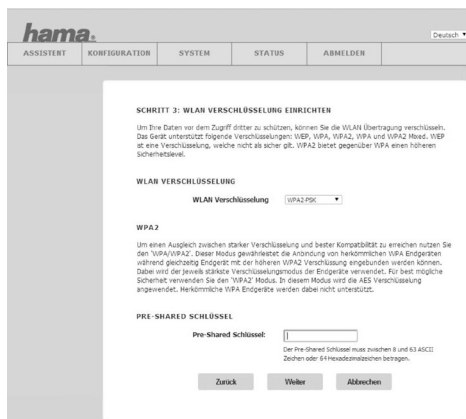 hama.
Deutsch
ASSISTENT KONFIGURATION SYSTEM STATUS ABMELDEN
SCHRITT 3: WLAN VERSCHLÜSSELUNG EINRICHTEN
Um Ihre Daten vor dem Zugriff dritter zu schützen, können Sie die WLAN Übertragung verschlüsseln.
Das Gerät unterstützt folgende Verschlüsselungen: WEP, WPA, WPA2, WPA und WPA2 Mixed. WEP
ist eine Verschlüsselung, welche nicht als sicher gilt. WPA2 bietet gegenüber WPA einen höheren
Sicherheitslevel.
WLAN VERSCHLÜSSELUNG
WLAN Verschlüsselung WPA2-PSK
WPA2
Um einen Ausgleich zwischen starker Verschlüsselung und bester Kompatibilität zu erreichen nutzen Sie
den 'WPA/WPA2'. Dieser Modus gewährleistet die Anbindung von herkömmlichen WPA Endgeräten
während gleichzeitig Endgerät mit der höheren WPA2 Verschlüssung eingebunden werden können.
Dabei wird der jeweils stärkste Verschlüsselungsmodus der Endgeräte verwendet. Für best mögliche
Sicherheit verwenden Sie den 'WPA2' Modus. In diesem Modus wird die AES Verschlüsselung
angewendet. Herkömmliche WPA Endgeräte werden dabei nicht unterstützt.
PRE-SHARED SCHLÜSSEL
Pre-Shared Schlüssel:
Der Pre-Shared Schlüssel muss zwischen 8 und 63 ASCII
Zeichen oder 64 Hexadezimalzeichen betragen.
Zurück Weiter Abbrechen